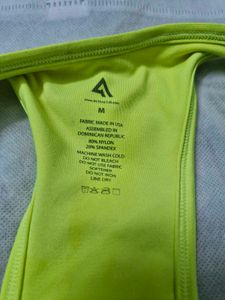 M
FABRIC MADE IN USA
ASSEMBLED IN
DOMINICAN REPUBLIC
80% NYLON
20% SPANDEX
MACHINE WASH COLD
DO NOT BLEACH
DO NOT USE FABRIC
SOFTENER
DO NOT IRON
LINE DRY